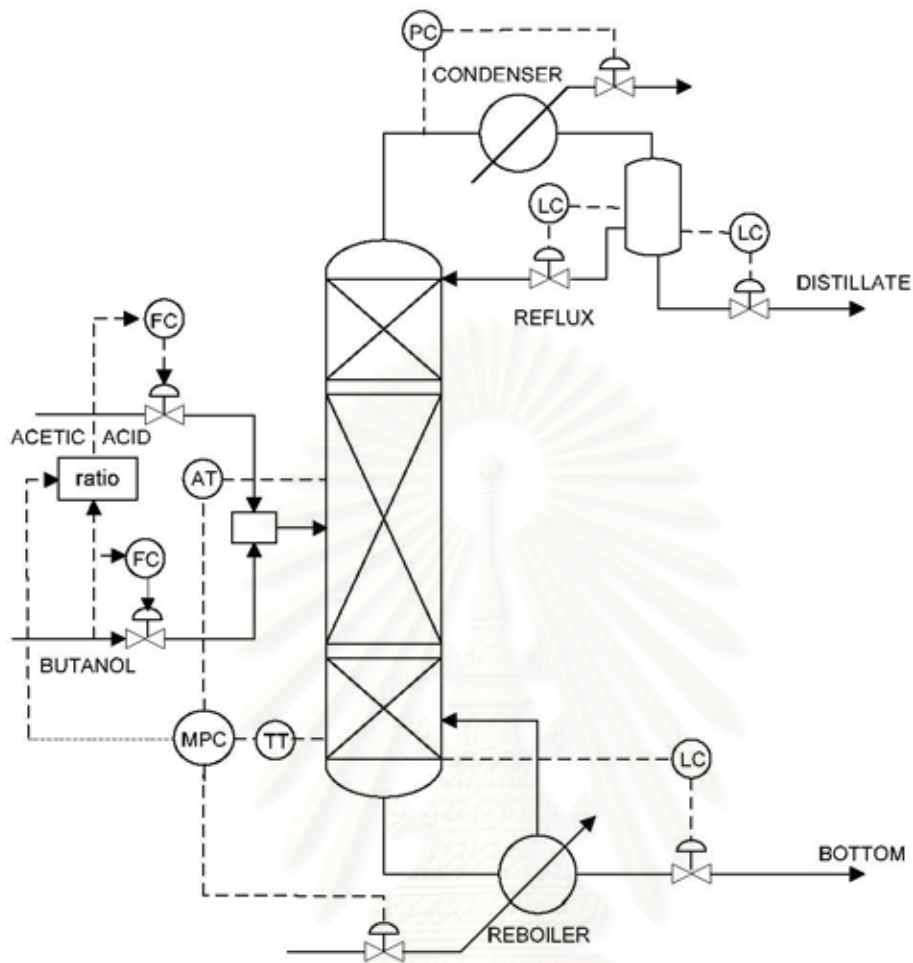 PC
CONDENSER
LC
LC
DISTILLATE
REFLUX
FC
ACETIC ACID
ratio
AT
FC
BUTANOL
MPC
TT
LC
BOTTOM
REBOILER